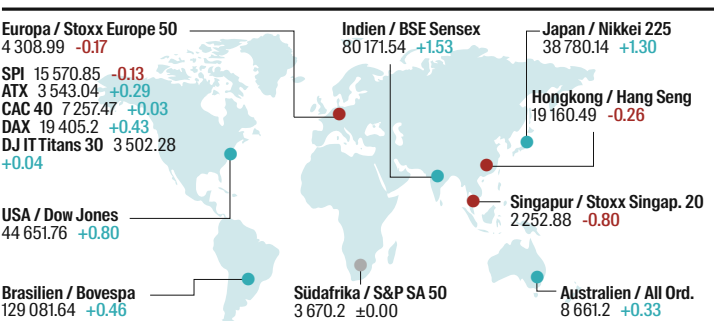 Europa / Stoxx Europe 50
4 308.99 -0.17
SPI 15 570.85 -0.13
ATX 3 543.04 +0.29
CAC 40 7 257.47 +0.03
DAX 19 405.2 +0.43
DJ IT Titans 30 3 502.28
+0.04
USA / Dow Jones
44 651.76 +0.80
Brasilien / Bovespa
129 081.64 +0.46
Indien / BSE Sensex
80 171.54 +1.53
Südafrika / S&P SA 50
3 670.2 ±0.00
Japan / Nikkei 225
38 780.14 +1.30
Hongkong / Hang Seng
19 160.49 -0.26
Singapur / Stoxx Singap. 20
2 252.88 -0.80
Australien / All Ord.
8 661.2 +0.33